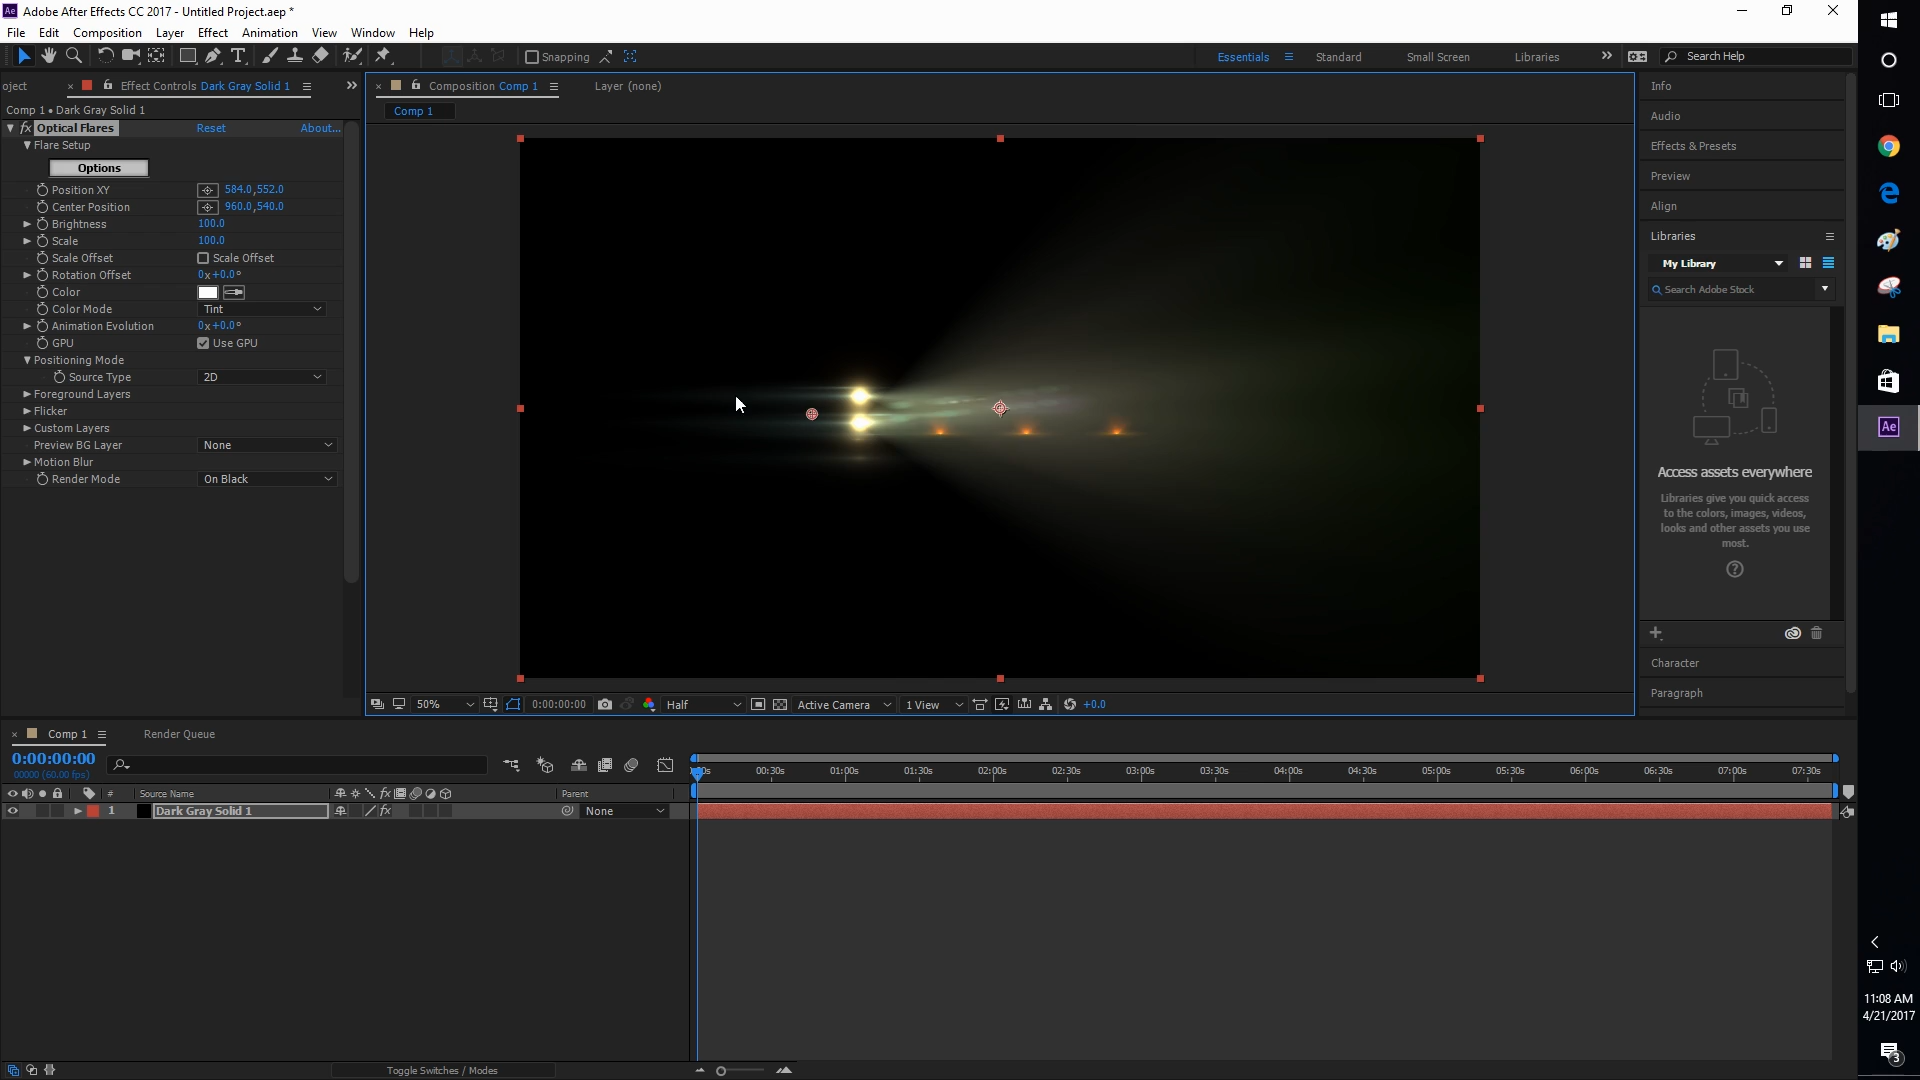 Ae Adobe After Effects CC 2017 - Untitled Project.aep *
File Edit Composition Layer Effect Animation View Window Help
T Snapping Essentials Standard Small Screen Libraries Search Help
oject × Effect Controls Dark Gray Solid 1
× Composition Comp 1 Layer (none)
Comp 1 • Dark Gray Solid 1
Comp 1
fx Optical Flares Reset About...
Flare Setup
Options
Position XY 584.0,552.0
Center Position 960.0,540.0
Brightness 100.0
Scale 100.0
Scale Offset Scale Offset
Rotation Offset 0x+0.0°
Color
Color Mode Tint
Animation Evolution 0x+0.0°
GPU Use GPU
Positioning Mode
Source Type 2D
Foreground Layers
Flicker
Custom Layers
Preview BG Layer None
Motion Blur
Render Mode On Black
50% 0:00:00:00 Half Active Camera 1 View +0.0
Info
Audio
Effects & Presets
Preview
Align
Libraries
My Library
Search Adobe Stock
Access assets everywhere
Libraries give you quick access
to the colors, images, videos,
looks and other assets you use
most.
?
Character
Paragraph
× Comp 1 Render Queue
0:00:00:00
00000 (60.00 fps)
00:30s 01:00s 01:30s 02:00s 02:30s 03:00s 03:30s 04:00s 04:30s 05:00s 05:30s 06:00s 06:30s 07:00s 07:30s
# Source Name fx Parent
1 Dark Gray Solid 1 fx None
Toggle Switches / Modes
Ae
11:08 AM
4/21/2017
3